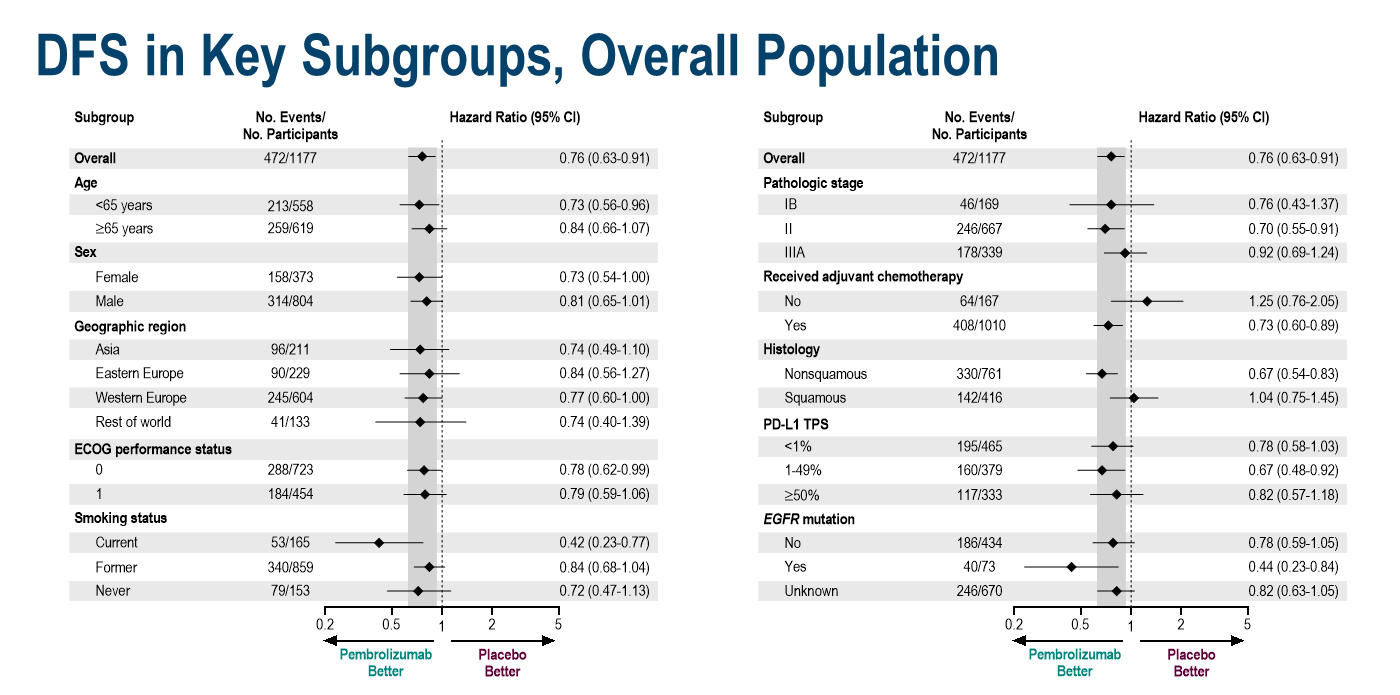 DFS in Key Subgroups, Overall Population
Subgroup No. Events/ Hazard Ratio (95% CI)
No. Participants
Overall 472/1177 0.76 (0.63-0.91)
Age
<65 years 213/558 0.73 (0.56-0.96)
≥65 years 259/619 0.84 (0.66-1.07)
Sex
Female 158/373 0.73 (0.54-1.00)
Male 314/804 0.81 (0.65-1.01)
Geographic region
Asia 96/211 0.74 (0.49-1.10)
Eastern Europe 90/229 0.84 (0.56-1.27)
Western Europe 245/604 0.77 (0.60-1.00)
Rest of world 41/133 0.74 (0.40-1.39)
ECOG performance status
0 288/723 0.78 (0.62-0.99)
1 184/454 0.79 (0.59-1.06)
Smoking status
Current 53/165 0.42 (0.23-0.77)
Former 340/859 0.84 (0.68-1.04)
Never 79/153 0.72 (0.47-1.13)
0.2 0.5 1 2 5
Pembrolizumab Placebo
Better Better
Subgroup No. Events/ Hazard Ratio (95% CI)
No. Participants
Overall 472/1177 0.76 (0.63-0.91)
Pathologic stage
IB 46/169 0.76 (0.43-1.37)
II 246/667 0.70 (0.55-0.91)
IIIA 178/339 0.92 (0.69-1.24)
Received adjuvant chemotherapy
No 64/167 1.25 (0.76-2.05)
Yes 408/1010 0.73 (0.60-0.89)
Histology
Nonsquamous 330/761 0.67 (0.54-0.83)
Squamous 142/416 1.04 (0.75-1.45)
PD-L1 TPS
<1% 195/465 0.78 (0.58-1.03)
1-49% 160/379 0.67 (0.48-0.92)
≥50% 117/333 0.82 (0.57-1.18)
EGFR mutation
No 186/434 0.78 (0.59-1.05)
Yes 40/73 0.44 (0.23-0.84)
Unknown 246/670 0.82 (0.63-1.05)
0.2 0.5 1 2 5
Pembrolizumab Placebo
Better Better